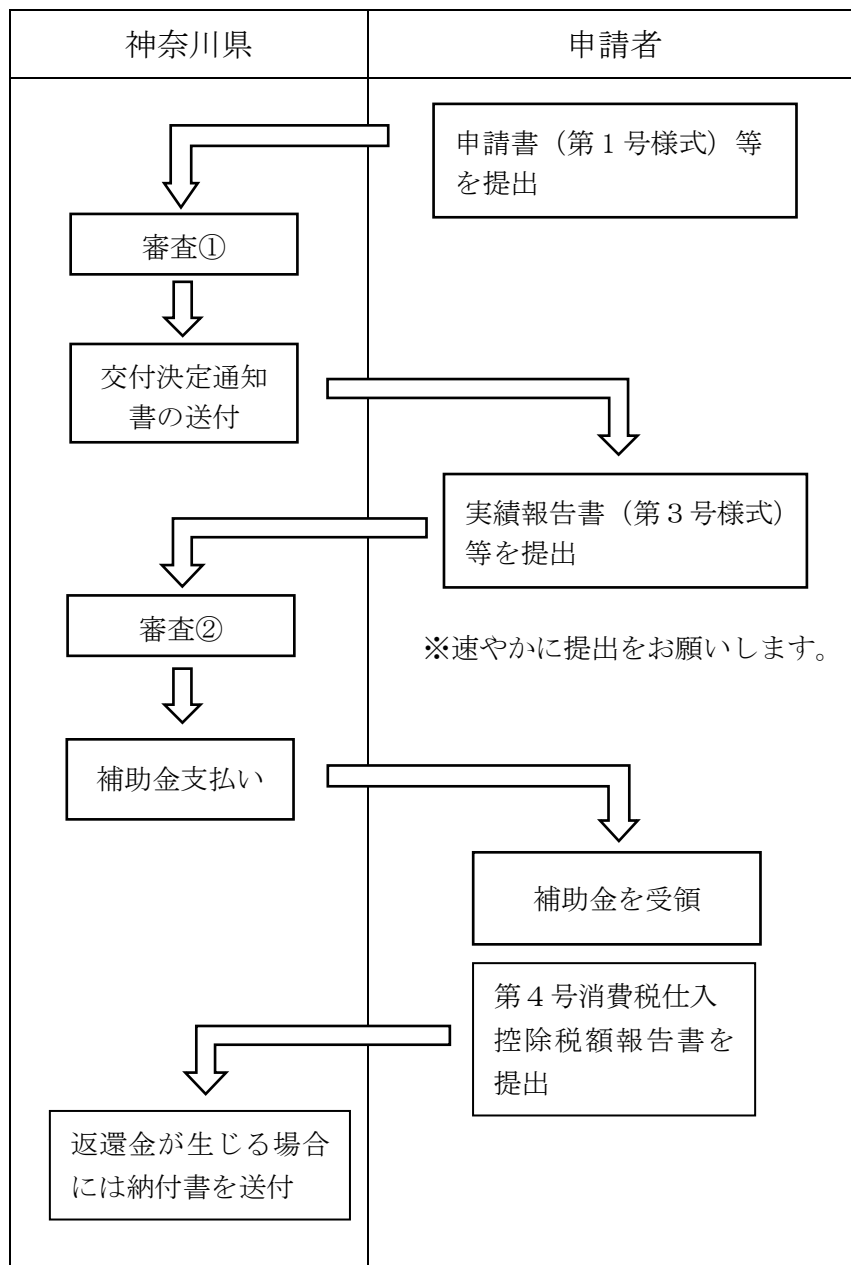 神奈川県
申請者
申請書（第１号様式）等
を提出
審査①
交付決定通知
書の送付
実績報告書（第３号様式）
等を提出
審査②
※速やかに提出をお願いします。
補助金支払い
補助金を受領
第４号消費税仕入
控除税額報告書を
提出
返還金が生じる場合
には納付書を送付